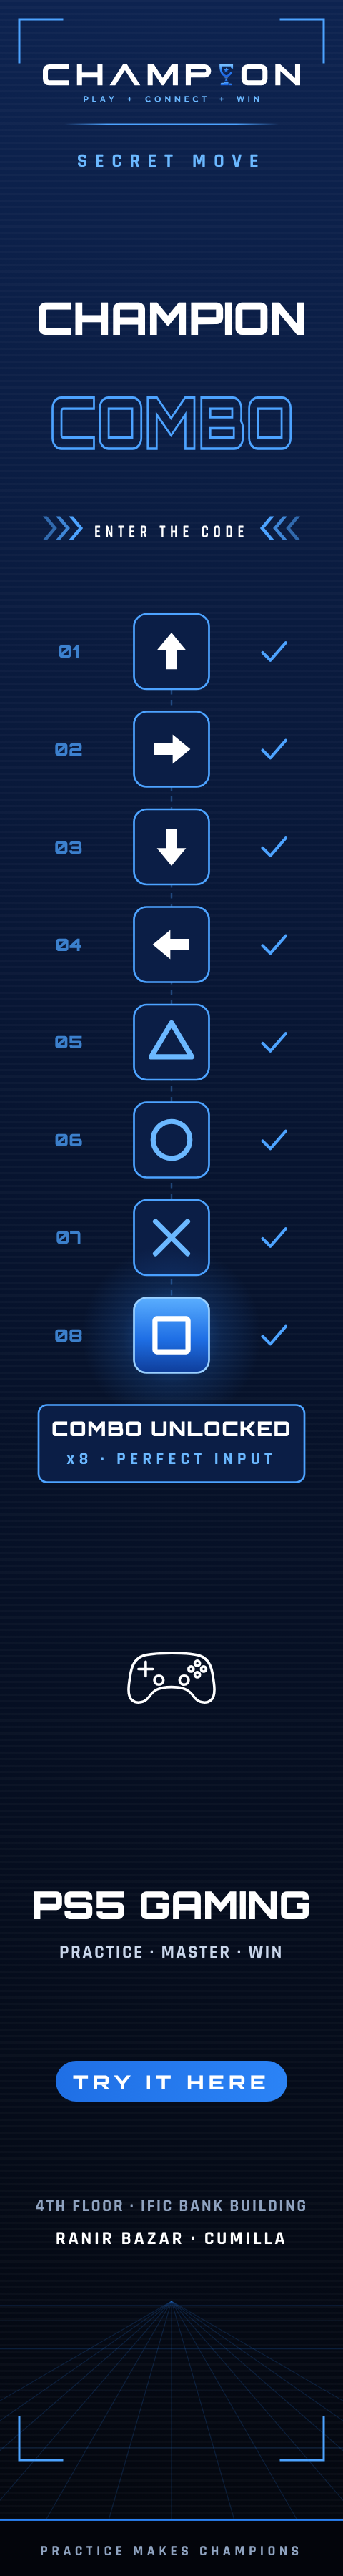 CHAMPION
PLAY + CONNECT + WIN
SECRET MOVE
CHAMPION
COMBO
ENTER THE CODE
01
02
03
04
05
06
07
08
COMBO UNLOCKED
x8 · PERFECT INPUT
PS5 GAMING
PRACTICE · MASTER · WIN
TRY IT HERE
4TH FLOOR · IFIC BANK BUILDING
RANIR BAZAR · CUMILLA
PRACTICE MAKES CHAMPIONS